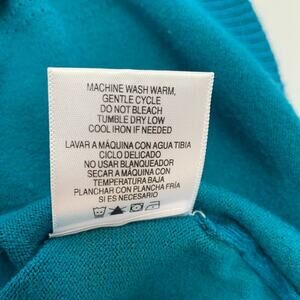 MACHINE WASH WARM,
GENTLE CYCLE
DO NOT BLEACH
TUMBLE DRY LOW
COOL IRON IF NEEDED
LAVAR A MÁQUINA CON AGUA TIBIA
CICLO DELICADO
NO USAR BLANQUEADOR
SECAR A MÁQUINA CON
TEMPERATURA BAJA
PLANCHAR CON PLANCHA FRÍA
SI ES NECESARIO